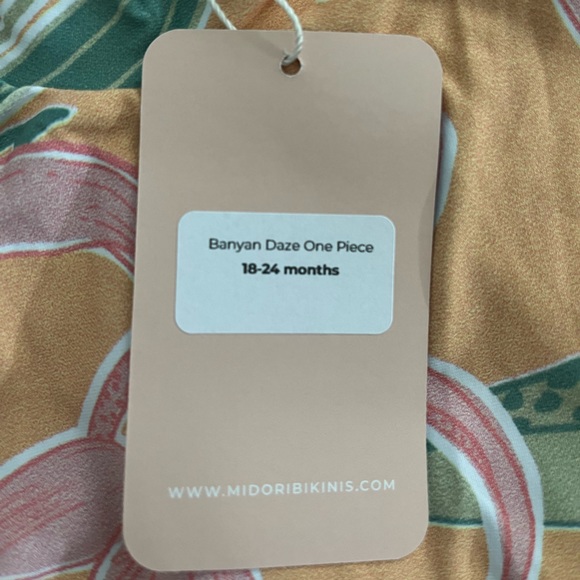 Banyan Daze One Piece
18-24 months
WWW.MIDORIBIKINIS.COM